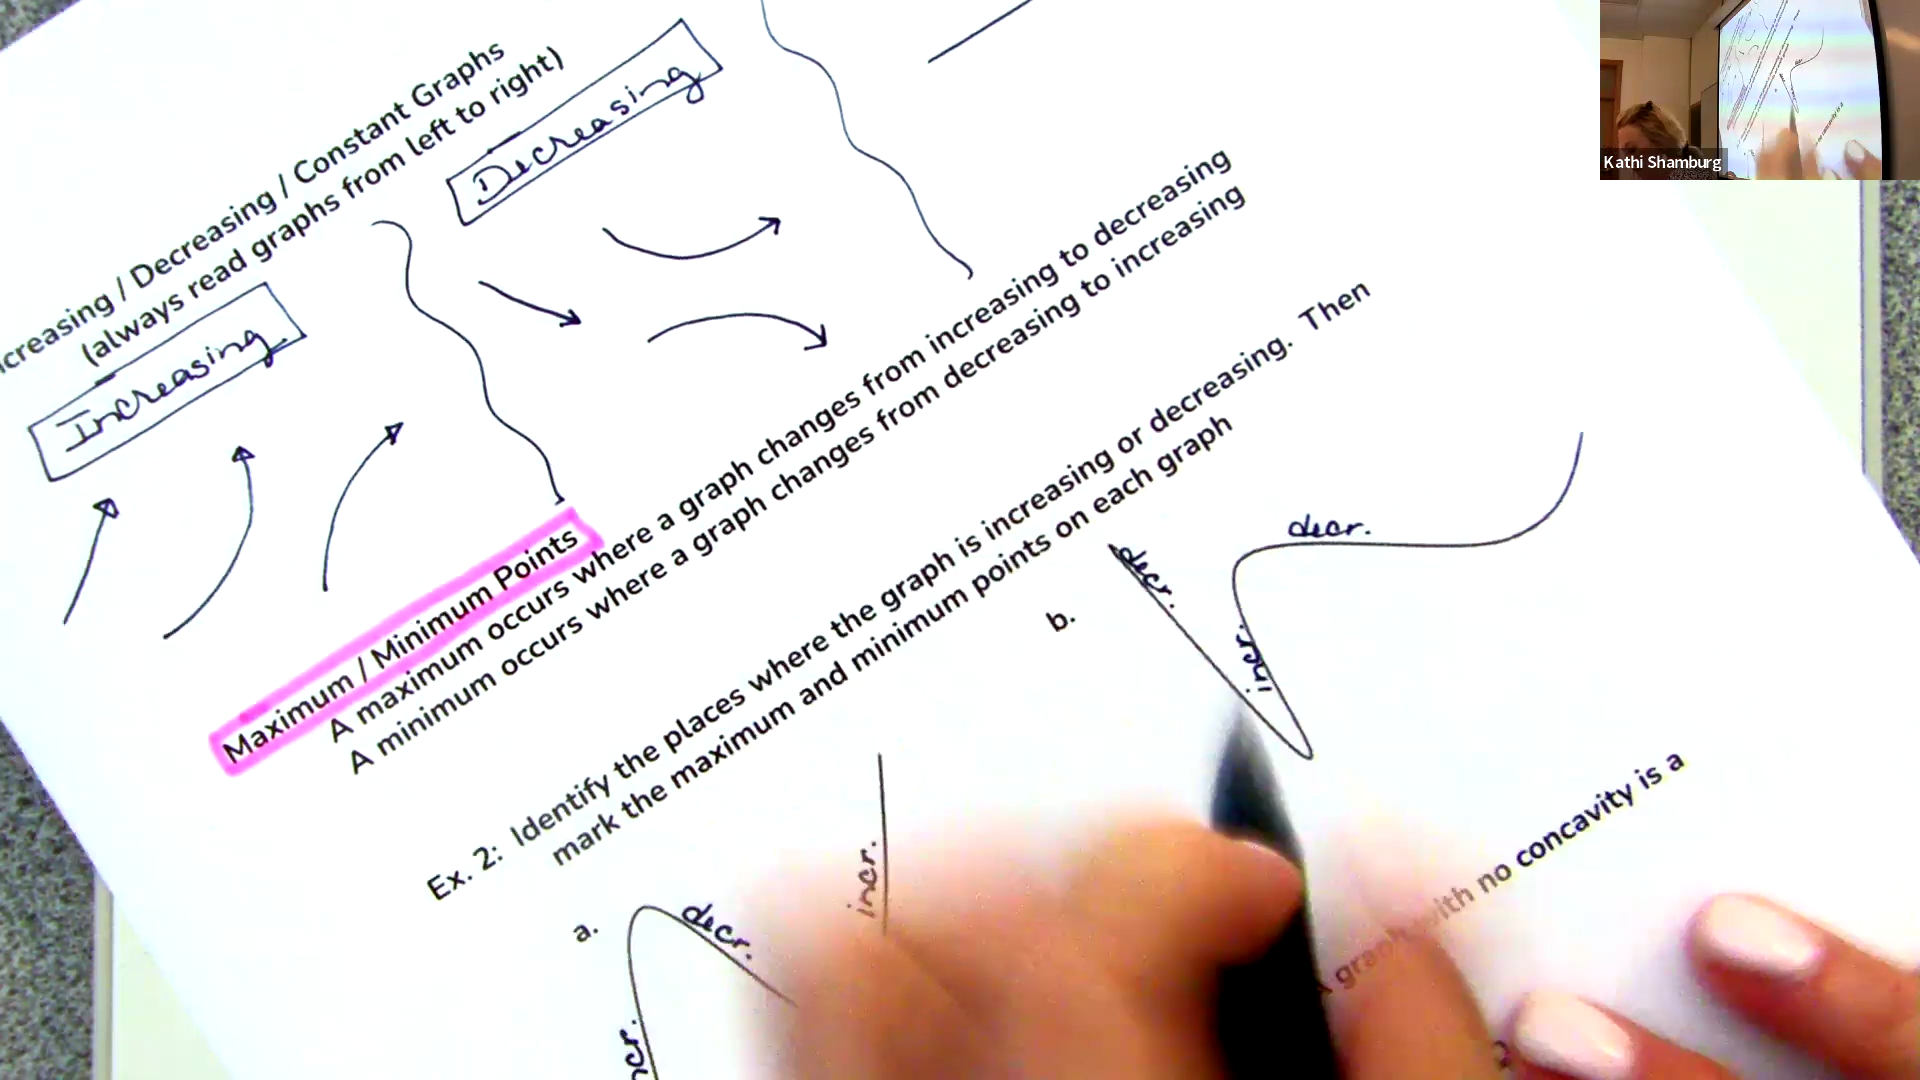 creasing / Decreasing / Constant Graphs
(always read graphs from left to right)
Increasing
Decreasing
Maximum / Minimum Points
A maximum occurs where a graph changes from increasing to decreasing
A minimum occurs where a graph changes from decreasing to increasing
Ex. 2: Identify the places where the graph is increasing or decreasing. Then
mark the maximum and minimum points on each graph
a.
decr.
incr.
b.
decr.
incr.
decr.
A graph with no concavity is a
Kathi Shamburg